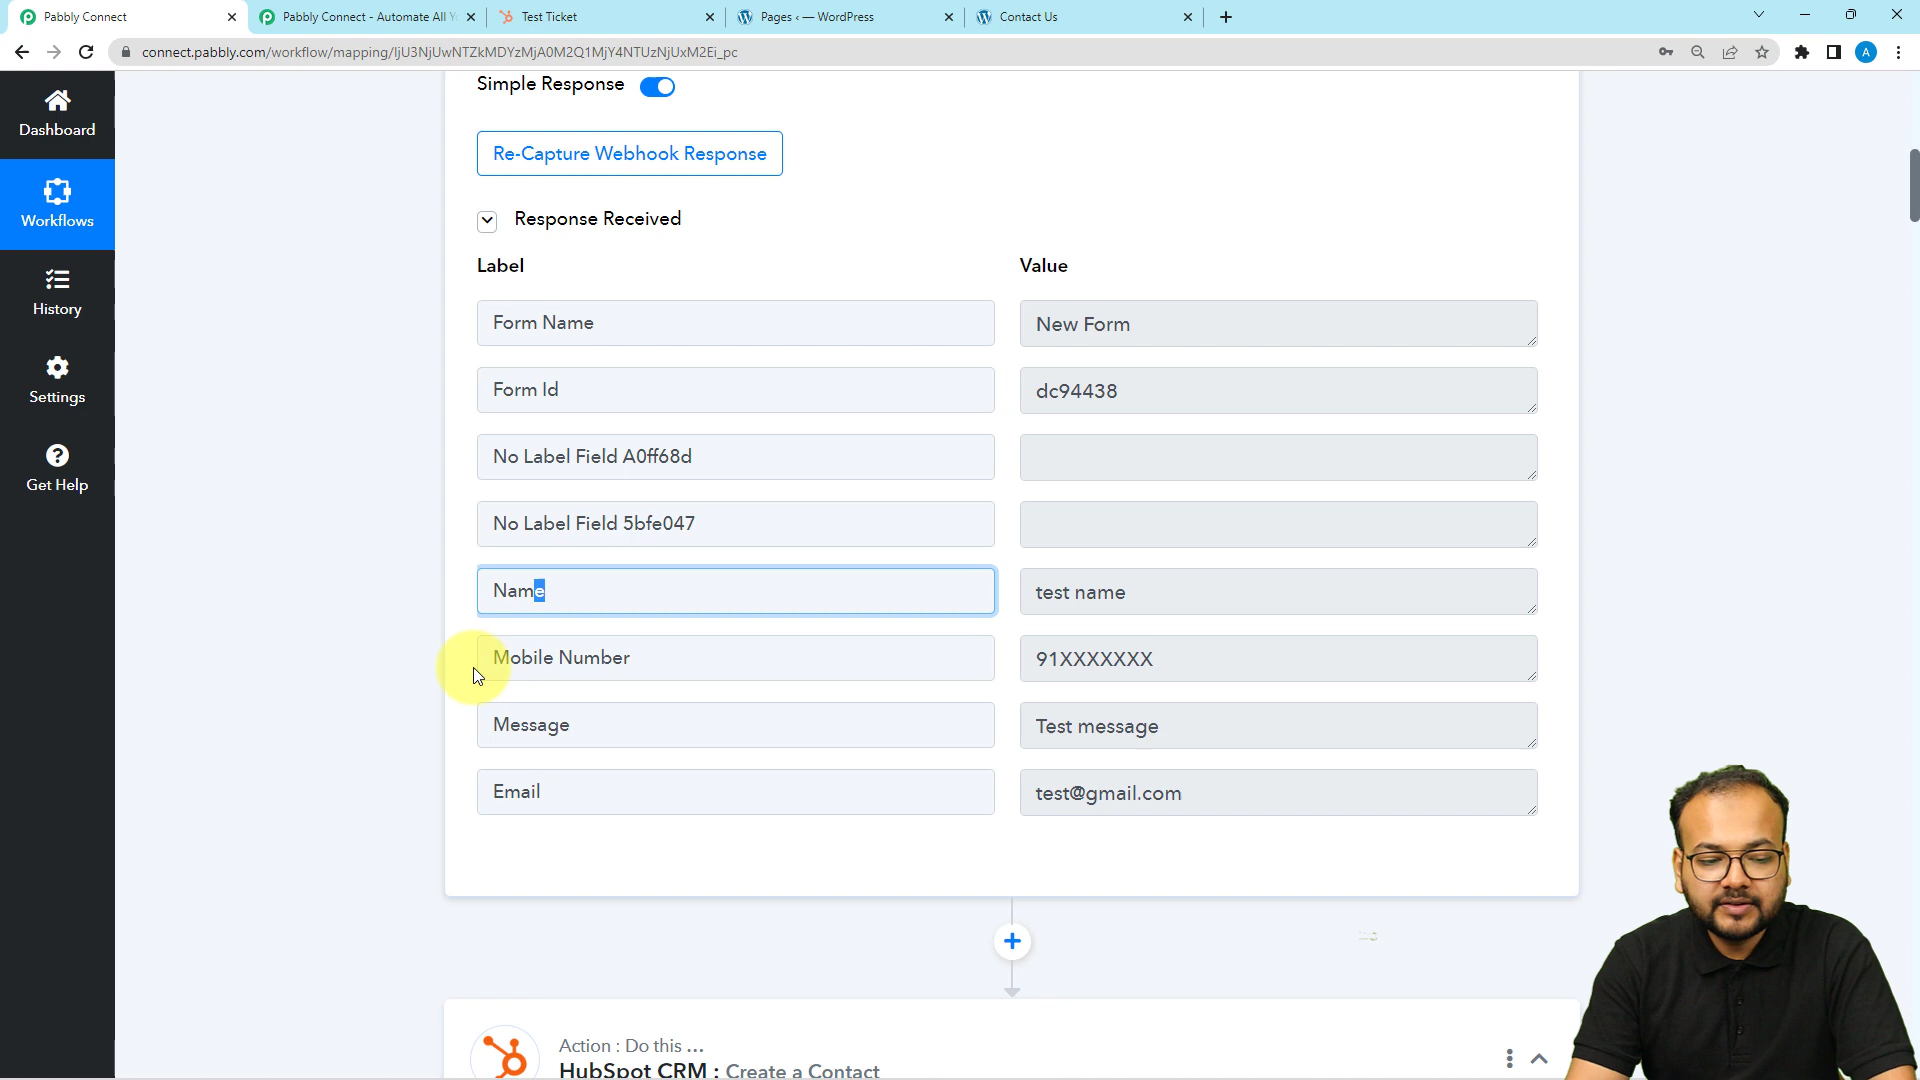 Pabbly Connect
Pabbly Connect - Automate All Y
Test Ticket
Pages ‹ — WordPress
Contact Us
connect.pabbly.com/workflow/mapping/IjU3NjUwNTZkMDYzMjA0M2Q1MjY4NTUzNjUxM2Ei_pc
A
Dashboard
Workflows
History
Settings
Get Help
Simple Response
Re-Capture Webhook Response
Response Received
Label Value
Form Name New Form
Form Id dc94438
No Label Field A0ff68d
No Label Field 5bfe047
Name test name
Mobile Number 91XXXXXXX
Message Test message
Email test@gmail.com
Action : Do this ...
HubSpot CRM : Create a Contact